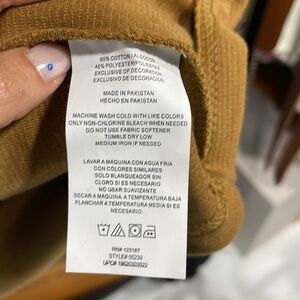 60% COTTON / ALGODON
40% POLYESTER/POLIESTER
EXCLUSIVE OF DECORATION
EXCLUSIVO DE DECORACION
MADE IN PAKISTAN
HECHO EN PAKISTAN
MACHINE WASH COLD WITH LIKE COLORS
ONLY NON-CHLORINE BLEACH WHEN NEEDED
DO NOT USE FABRIC SOFTENER
TUMBLE DRY LOW
MEDIUM IRON IF NEEDED
LAVAR A MAQUINA CON AGUA FRIA
CON COLORES SIMILARES
SOLO BLANQUEADOR SIN
CLORO SI ES NECESARIO
NO USAR SUAVIZANTE
SECAR A MAQUINA A TEMPERATURA BAJA
PLANCHAR A TEMPERATURA MEDIA SI ES
NECESARIO
RN# 123187
STYLE# 55239
UPC# 19620303522